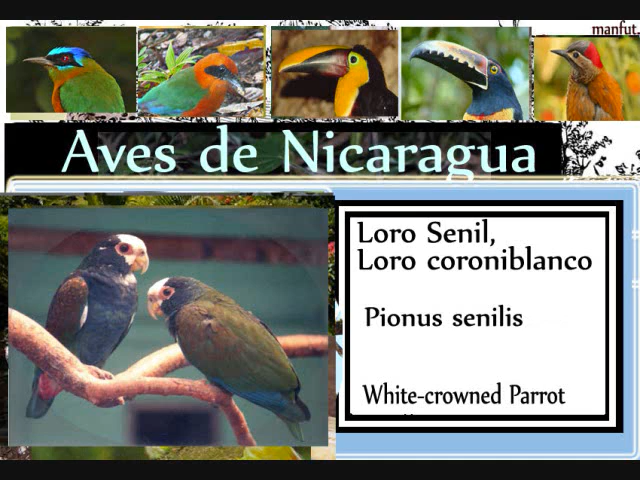 manfut.
Aves de Nicaragua
Loro Senil,
Loro coroniblanco
Pionus senilis
White-crowned Parrot